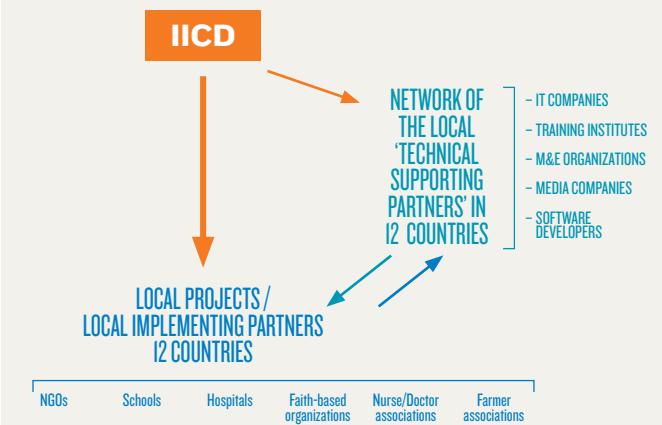 IICD
NETWORK OF
THE LOCAL
‘TECHNICAL
SUPPORTING
PARTNERS’ IN
12 COUNTRIES
– IT COMPANIES
– TRAINING INSTITUTES
– M&E ORGANIZATIONS
– MEDIA COMPANIES
– SOFTWARE
DEVELOPERS
LOCAL PROJECTS /
LOCAL IMPLEMENTING PARTNERS
12 COUNTRIES
NGOs
Schools
Hospitals
Faith-based
organizations
Nurse/Doctor
associations
Farmer
associations